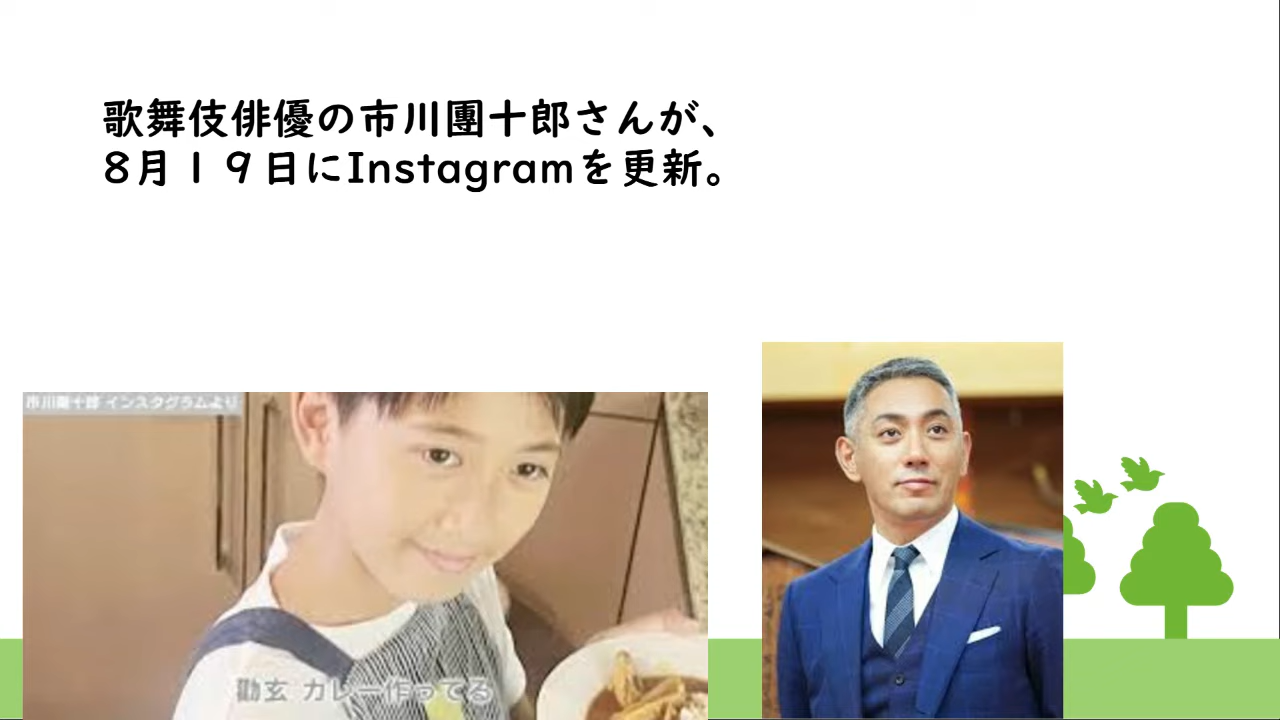 歌舞伎俳優の市川團十郎さんが、
8月１９日にInstagramを更新。
市川團十郎 インスタグラムより
勸玄 カレー作ってる